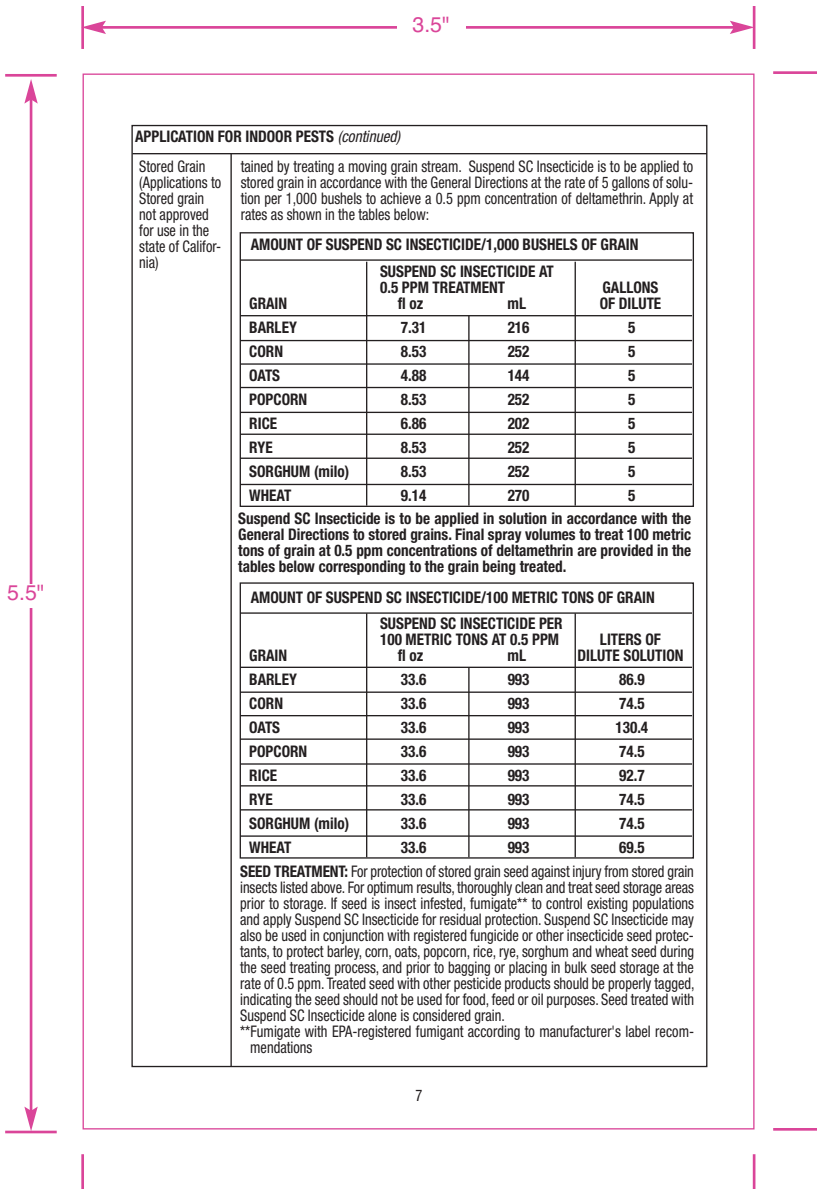 3.5"
5.5"
APPLICATION FOR INDOOR PESTS (continued)
Stored Grain
(Applications to
Stored grain
not approved
for use in the
state of Califor-
nia)
tained by treating a moving grain stream. Suspend SC Insecticide is to be applied to
stored grain in accordance with the General Directions at the rate of 5 gallons of solu-
tion per 1,000 bushels to achieve a 0.5 ppm concentration of deltamethrin. Apply at
rates as shown in the tables below:
AMOUNT OF SUSPEND SC INSECTICIDE/1,000 BUSHELS OF GRAIN
SUSPEND SC INSECTICIDE AT
0.5 PPM TREATMENT GALLONS
GRAIN fl oz mL OF DILUTE
BARLEY 7.31 216 5
CORN 8.53 252 5
OATS 4.88 144 5
POPCORN 8.53 252 5
RICE 6.86 202 5
RYE 8.53 252 5
SORGHUM (milo) 8.53 252 5
WHEAT 9.14 270 5
Suspend SC Insecticide is to be applied in solution in accordance with the
General Directions to stored grains. Final spray volumes to treat 100 metric
tons of grain at 0.5 ppm concentrations of deltamethrin are provided in the
tables below corresponding to the grain being treated.
AMOUNT OF SUSPEND SC INSECTICIDE/100 METRIC TONS OF GRAIN
SUSPEND SC INSECTICIDE PER
100 METRIC TONS AT 0.5 PPM LITERS OF
GRAIN fl oz mL DILUTE SOLUTION
BARLEY 33.6 993 86.9
CORN 33.6 993 74.5
OATS 33.6 993 130.4
POPCORN 33.6 993 74.5
RICE 33.6 993 92.7
RYE 33.6 993 74.5
SORGHUM (milo) 33.6 993 74.5
WHEAT 33.6 993 69.5
SEED TREATMENT: For protection of stored grain seed against injury from stored grain
insects listed above. For optimum results, thoroughly clean and treat seed storage areas
prior to storage. If seed is insect infested, fumigate** to control existing populations
and apply Suspend SC Insecticide for residual protection. Suspend SC Insecticide may
also be used in conjunction with registered fungicide or other insecticide seed protec-
tants, to protect barley, corn, oats, popcorn, rice, rye, sorghum and wheat seed during
the seed treating process, and prior to bagging or placing in bulk seed storage at the
rate of 0.5 ppm. Treated seed with other pesticide products should be properly tagged,
indicating the seed should not be used for food, feed or oil purposes. Seed treated with
Suspend SC Insecticide alone is considered grain.
**Fumigate with EPA-registered fumigant according to manufacturer's label recom-
mendations
7